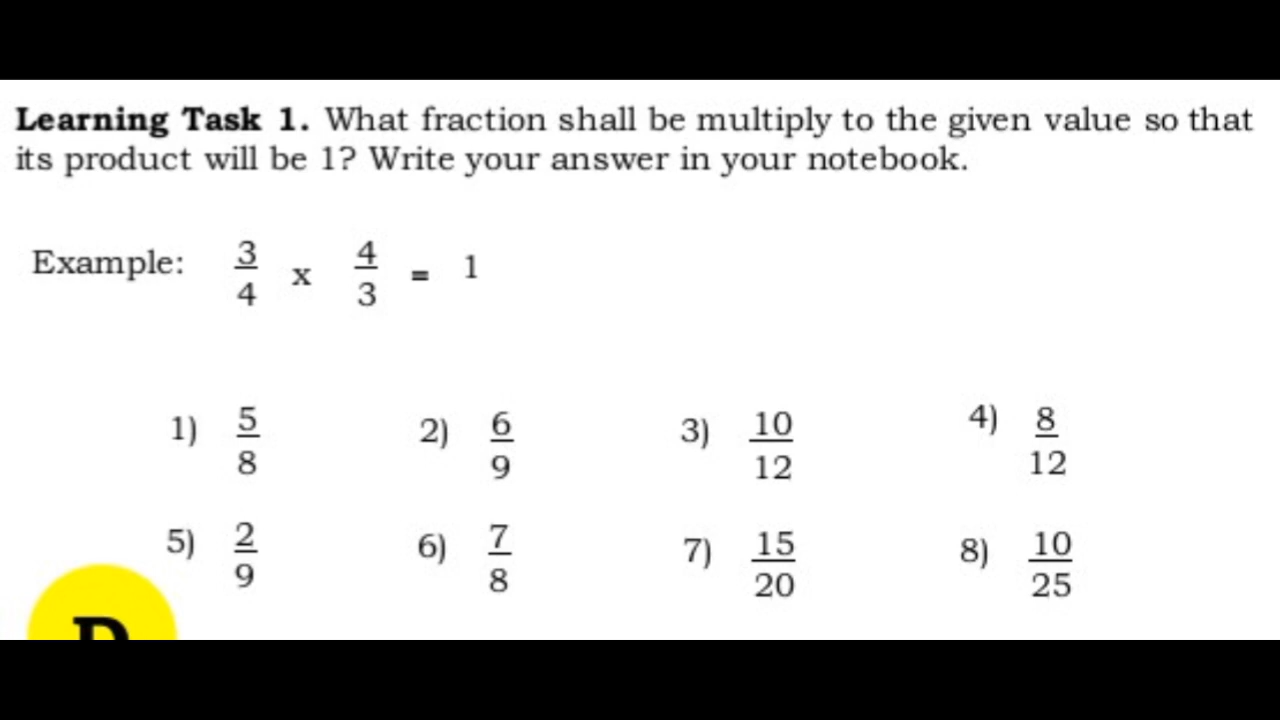 Learning Task 1. What fraction shall be multiply to the given value so that
its product will be 1? Write your answer in your notebook.
Example: 3/4 x 4/3 = 1
1) 5/8 2) 6/9 3) 10/12 4) 8/12
5) 2/9 6) 7/8 7) 15/20 8) 10/25